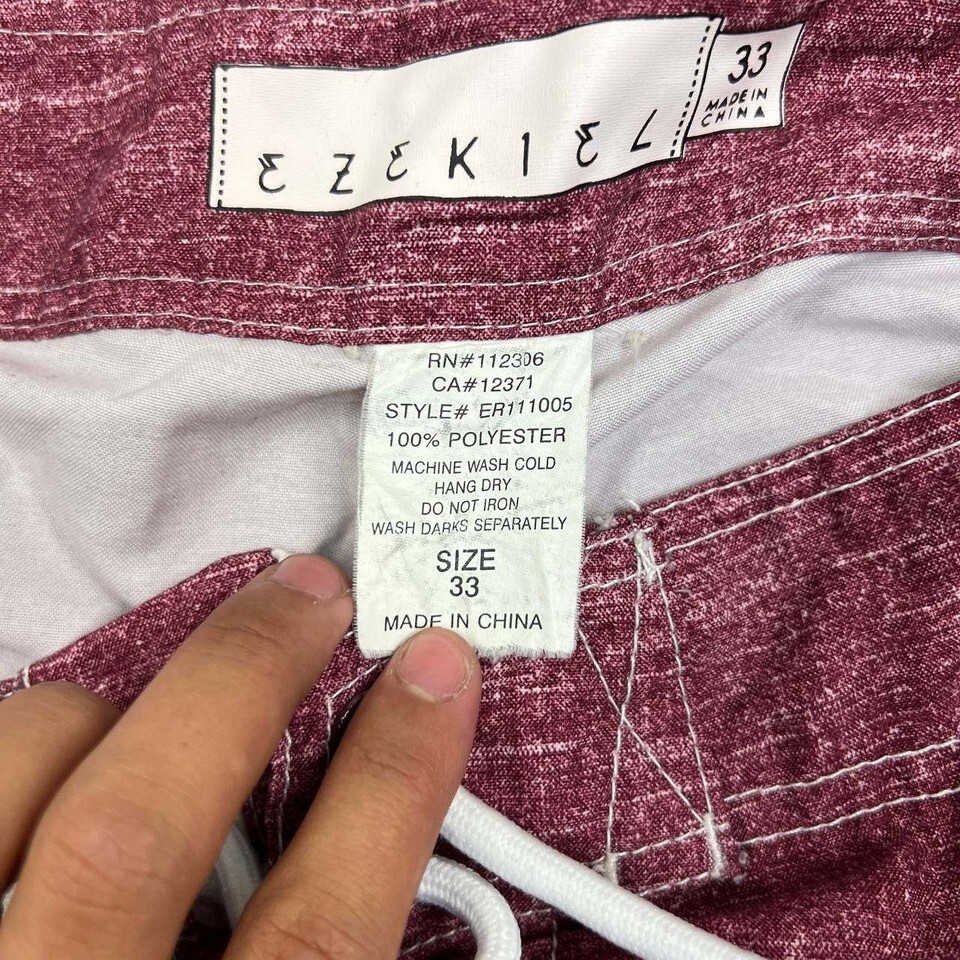 EZEKIEL
33
MADE IN
CHINA
RN#112306
CA#12371
STYLE# ER111005
100% POLYESTER
MACHINE WASH COLD
HANG DRY
DO NOT IRON
WASH DARKS SEPARATELY
SIZE
33
MADE IN CHINA